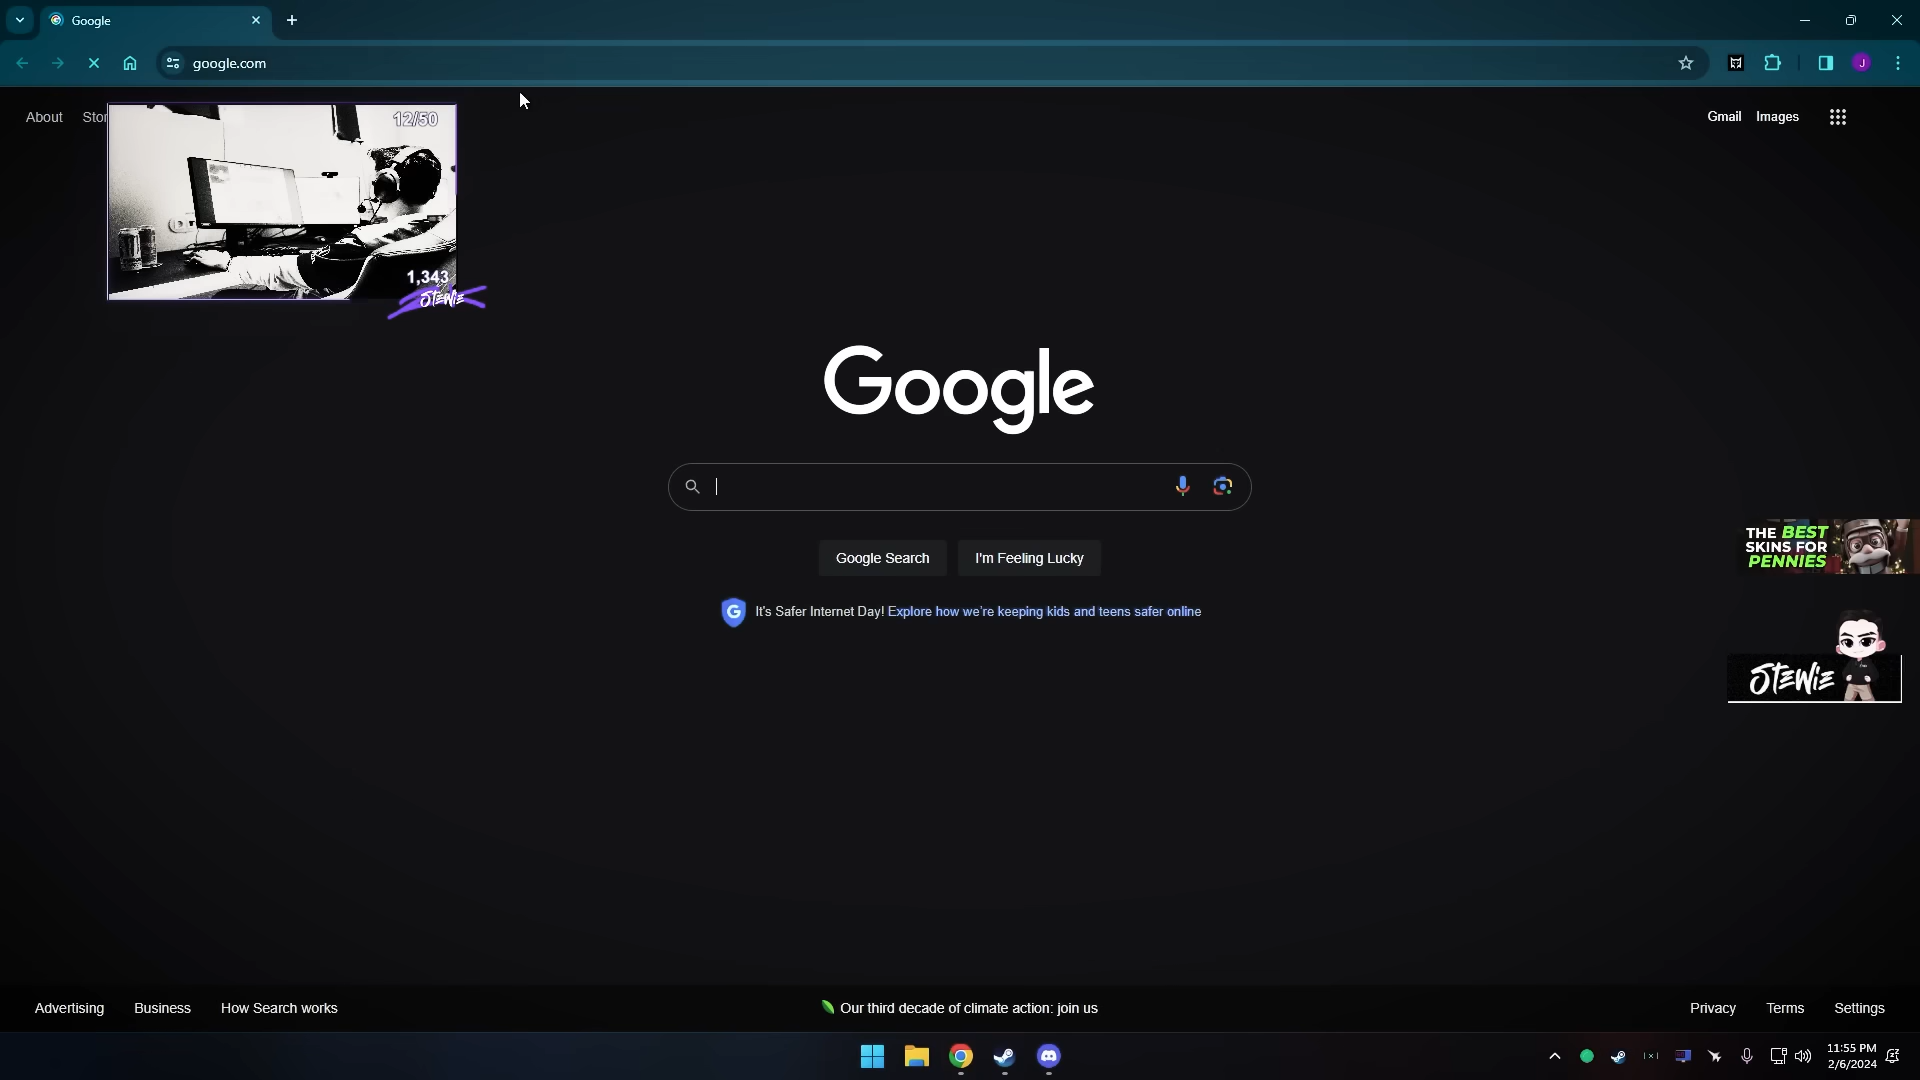 Google
google.com
About Stor
Gmail Images
12/50
1,343
STEWIE
Google
Google Search I'm Feeling Lucky
It's Safer Internet Day! Explore how we're keeping kids and teens safer online
THE BEST
SKINS FOR
PENNIES
STEWIE
Advertising Business How Search works
Our third decade of climate action: join us
Privacy Terms Settings
11:55 PM
2/6/2024
J